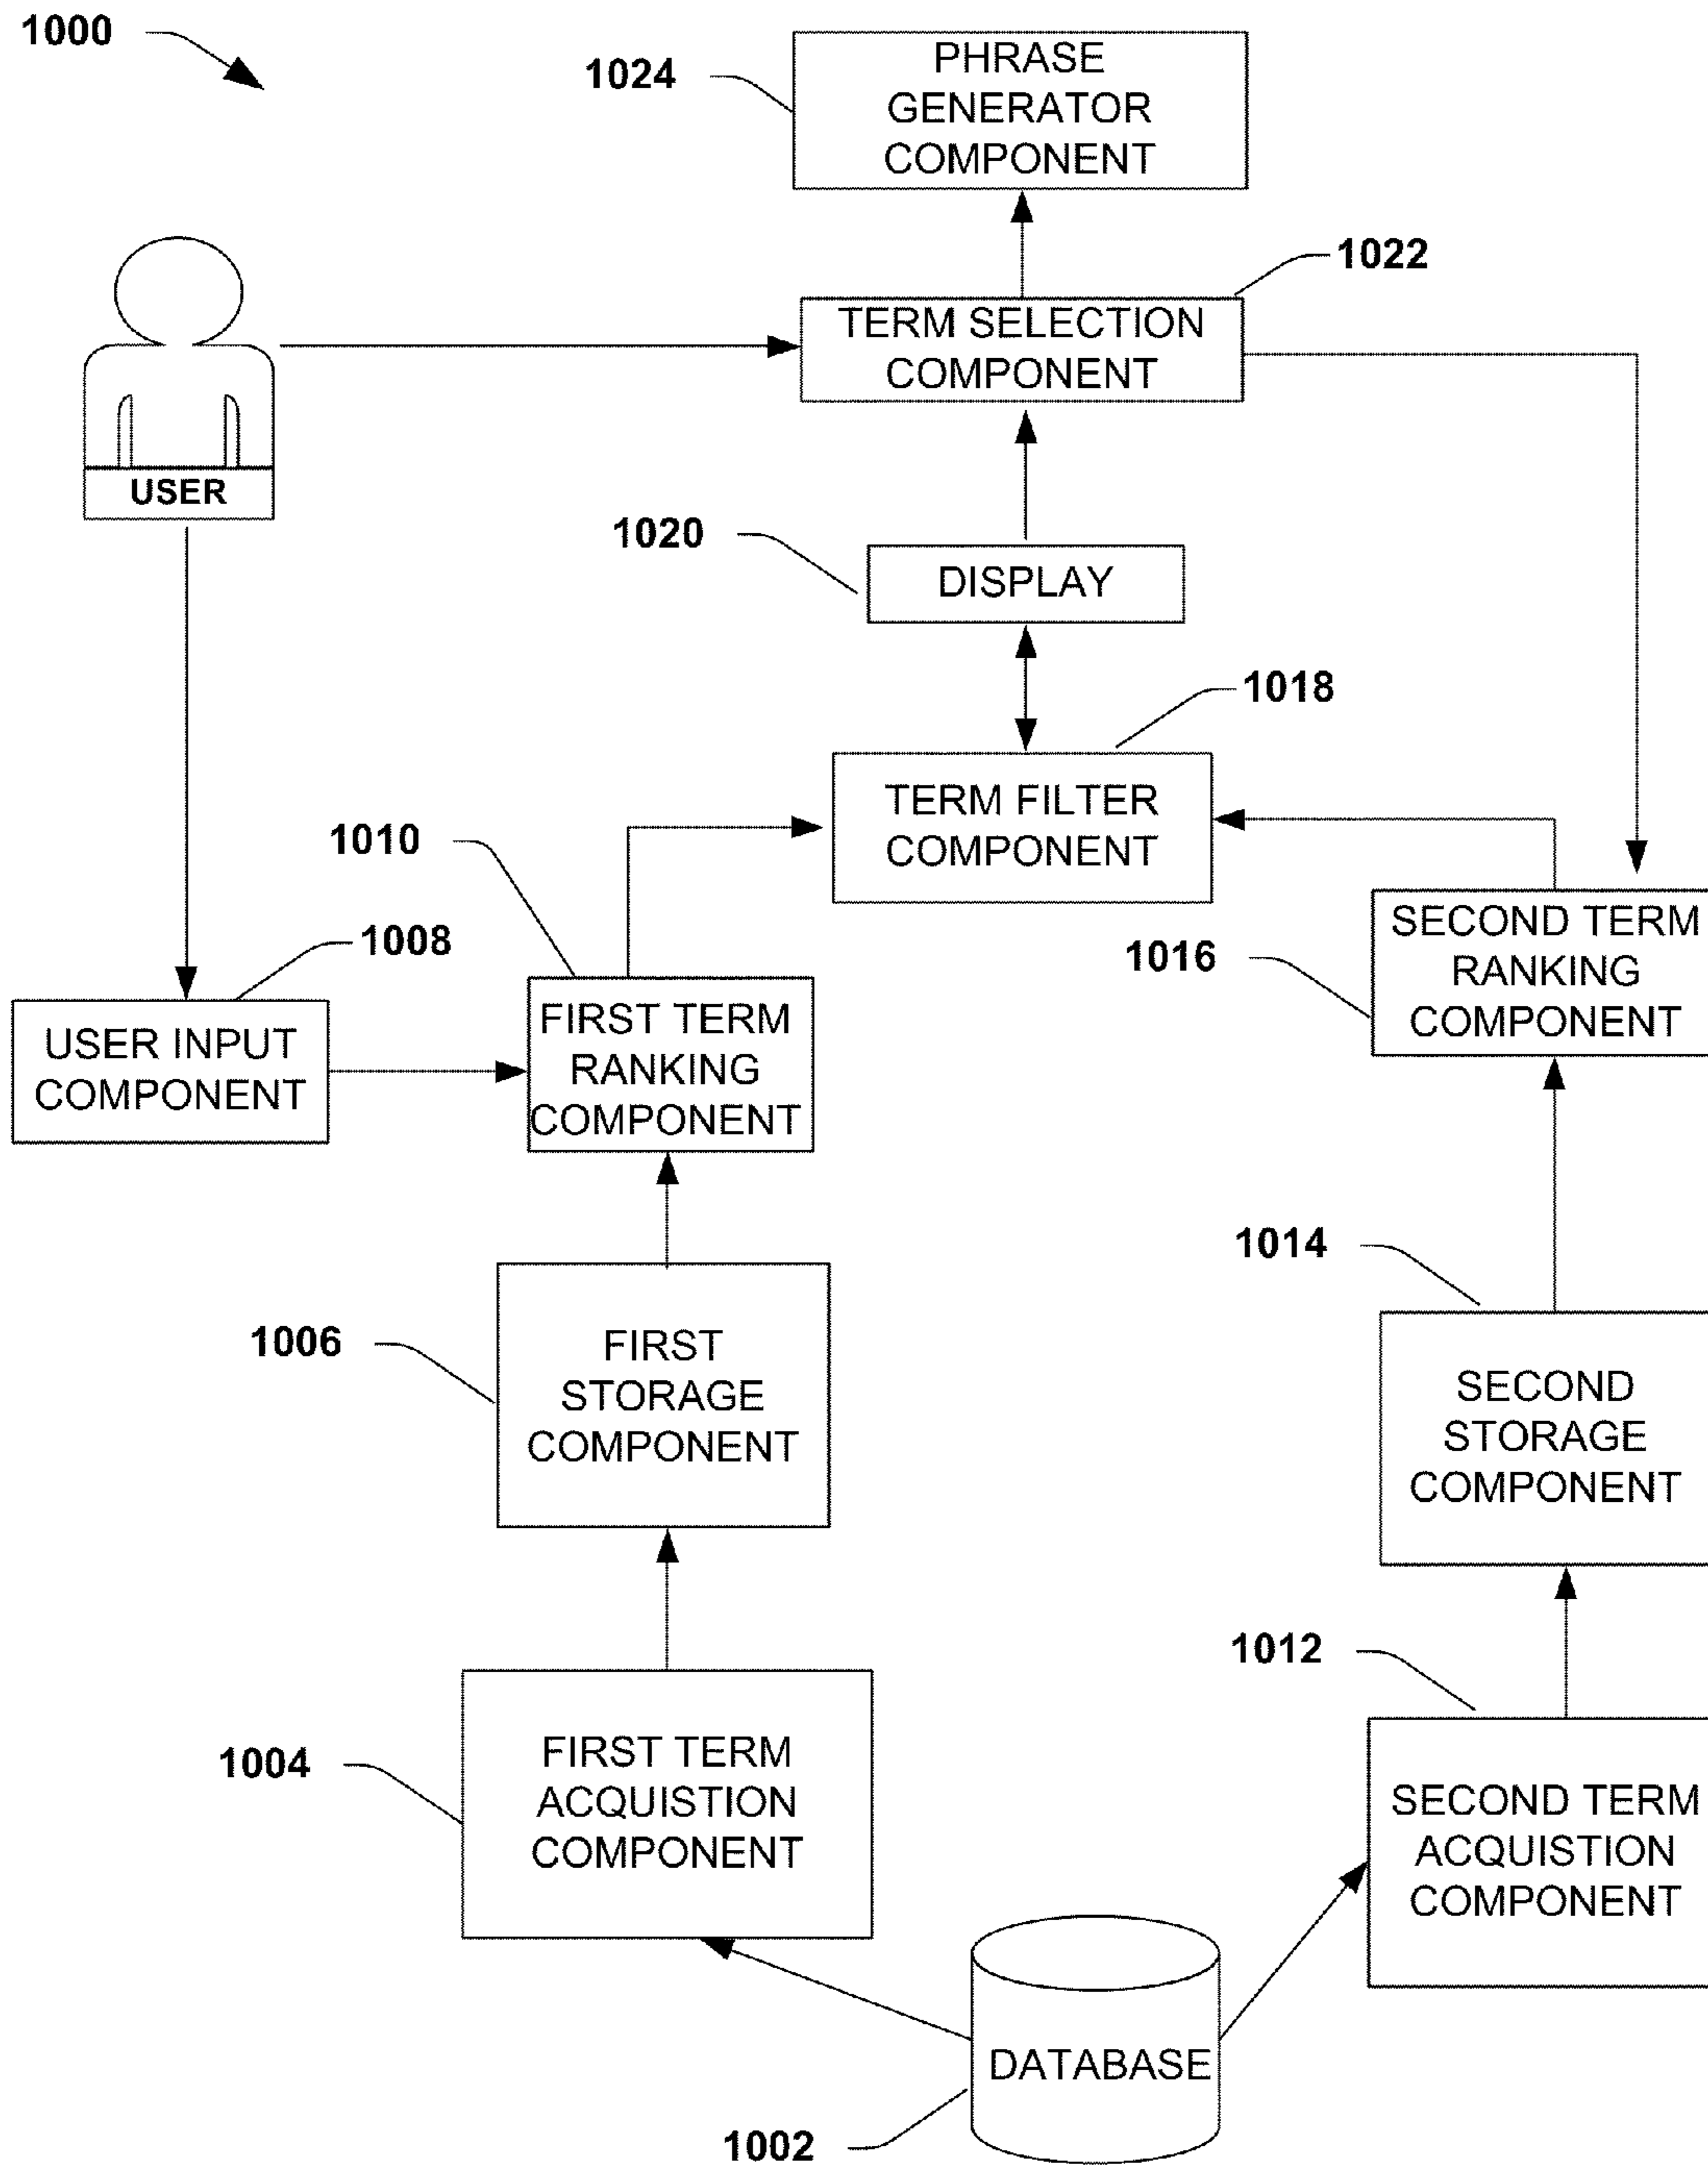 1000
1024
PHRASE
GENERATOR
COMPONENT
1022
TERM SELECTION
COMPONENT
USER
1020
DISPLAY
1018
TERM FILTER
COMPONENT
1010
1008
USER INPUT
COMPONENT
FIRST TERM
RANKING
COMPONENT
1016
SECOND TERM
RANKING
COMPONENT
1014
1006
FIRST
STORAGE
COMPONENT
SECOND
STORAGE
COMPONENT
1012
1004
FIRST TERM
ACQUISTION
COMPONENT
SECOND TERM
ACQUISTION
COMPONENT
DATABASE
1002